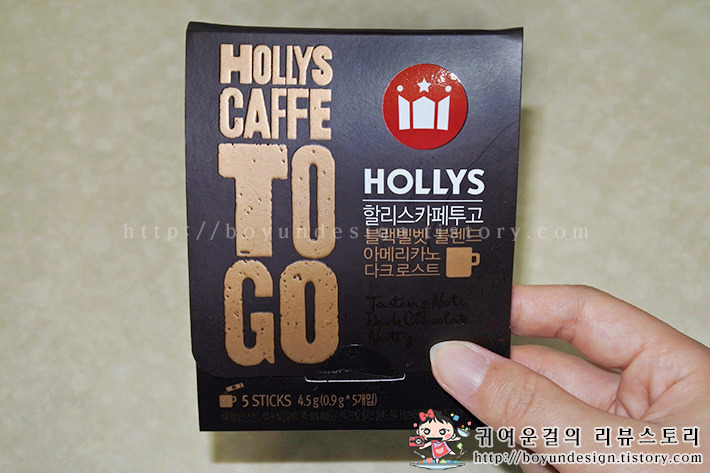 HOLLYS
CAFFE
TO
GO
HOLLYS
할리스카페투고
블랙벨벳 블렌드
아메리카노
다크로스트
Tasting Note
Dark Chocolate
Nutty
5 STICKS 4.5g(0.9g*5개입)
http://boyundesign.tistory.com
귀여운걸의 리뷰스토리
http://boyundesign.tistory.com